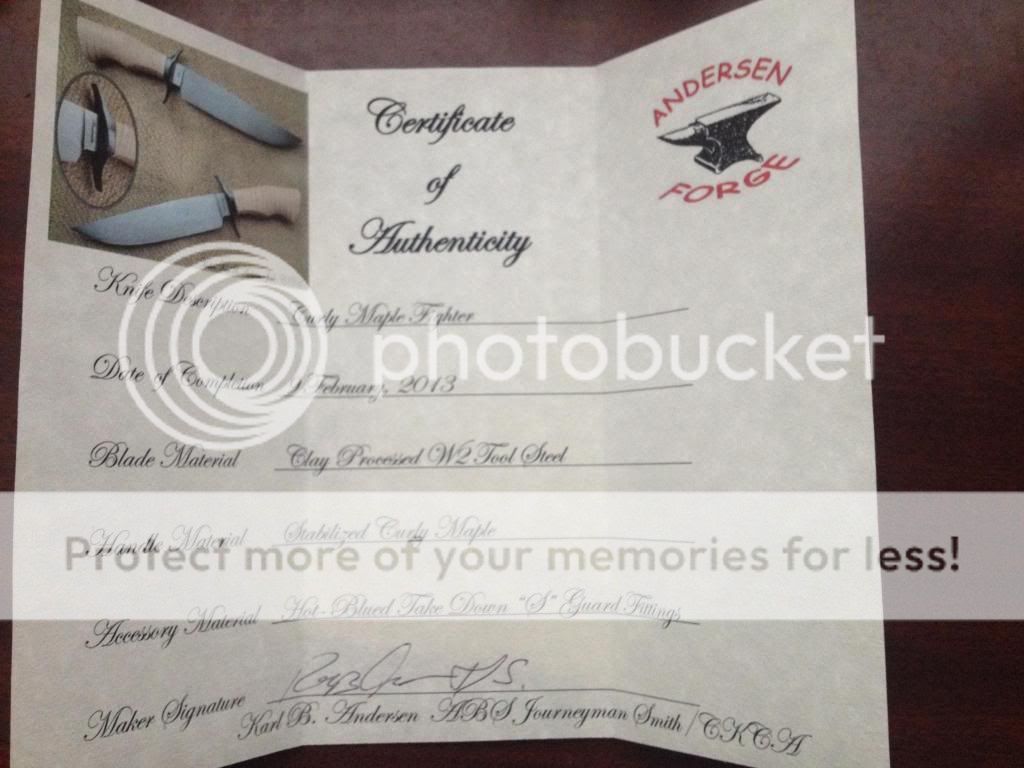 Certificate
of
Authenticity
ANDERSEN
FORGE
Knife Description Curly Maple Fighter
photobucket
Date of Completion February, 2013
Blade Material Clay Processed W2 Tool Steel
Handle Material Stabilized Curly Maple
Protect more of your memories for less!
Accessory Material Hot-Blued Take Down "S" Guard Fittings
Maker Signature
Karl B. Andersen ABS Journeyman Smith/CKCA